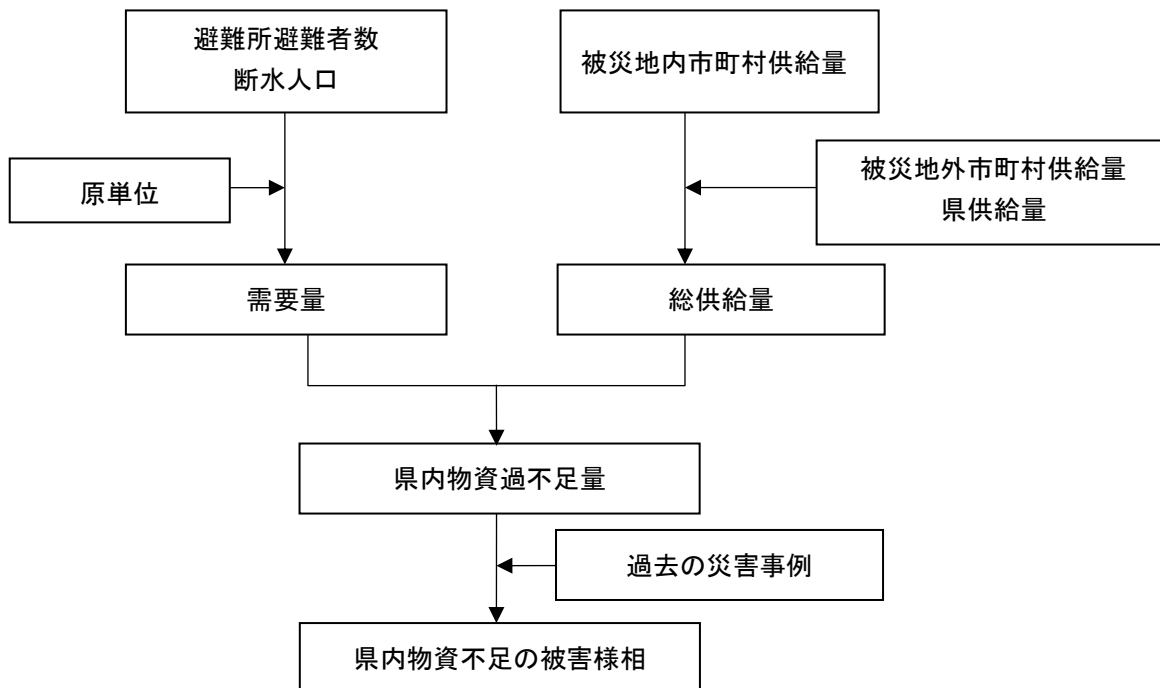 避難所避難者数
断水人口
被災地内市町村供給量
原単位
被災地外市町村供給量
県供給量
需要量
総供給量
県内物資過不足量
過去の災害事例
県内物資不足の被害様相